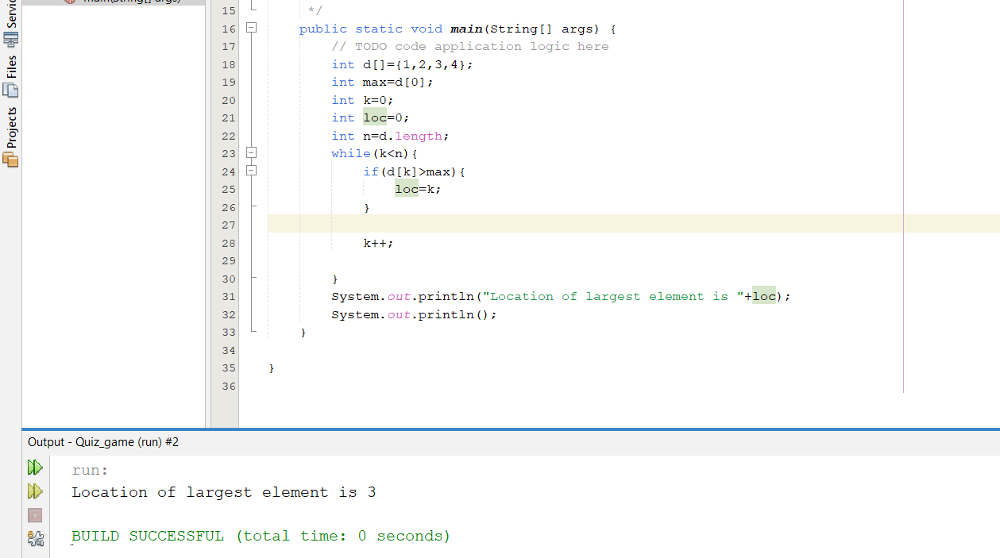 Files
Projects
15 */
16 public static void main(String[] args) {
17 // TODO code application logic here
18 int d[]={1,2,3,4};
19 int max=d[0];
20 int k=0;
21 int loc=0;
22 int n=d.length;
23 while(k<n){
24 if(d[k]>max){
25 loc=k;
26 }
27
28 k++;
29
30 }
31 System.out.println("Location of largest element is "+loc);
32 System.out.println();
33 }
34
35 }
36
Output - Quiz_game (run) #2
run:
Location of largest element is 3
BUILD SUCCESSFUL (total time: 0 seconds)